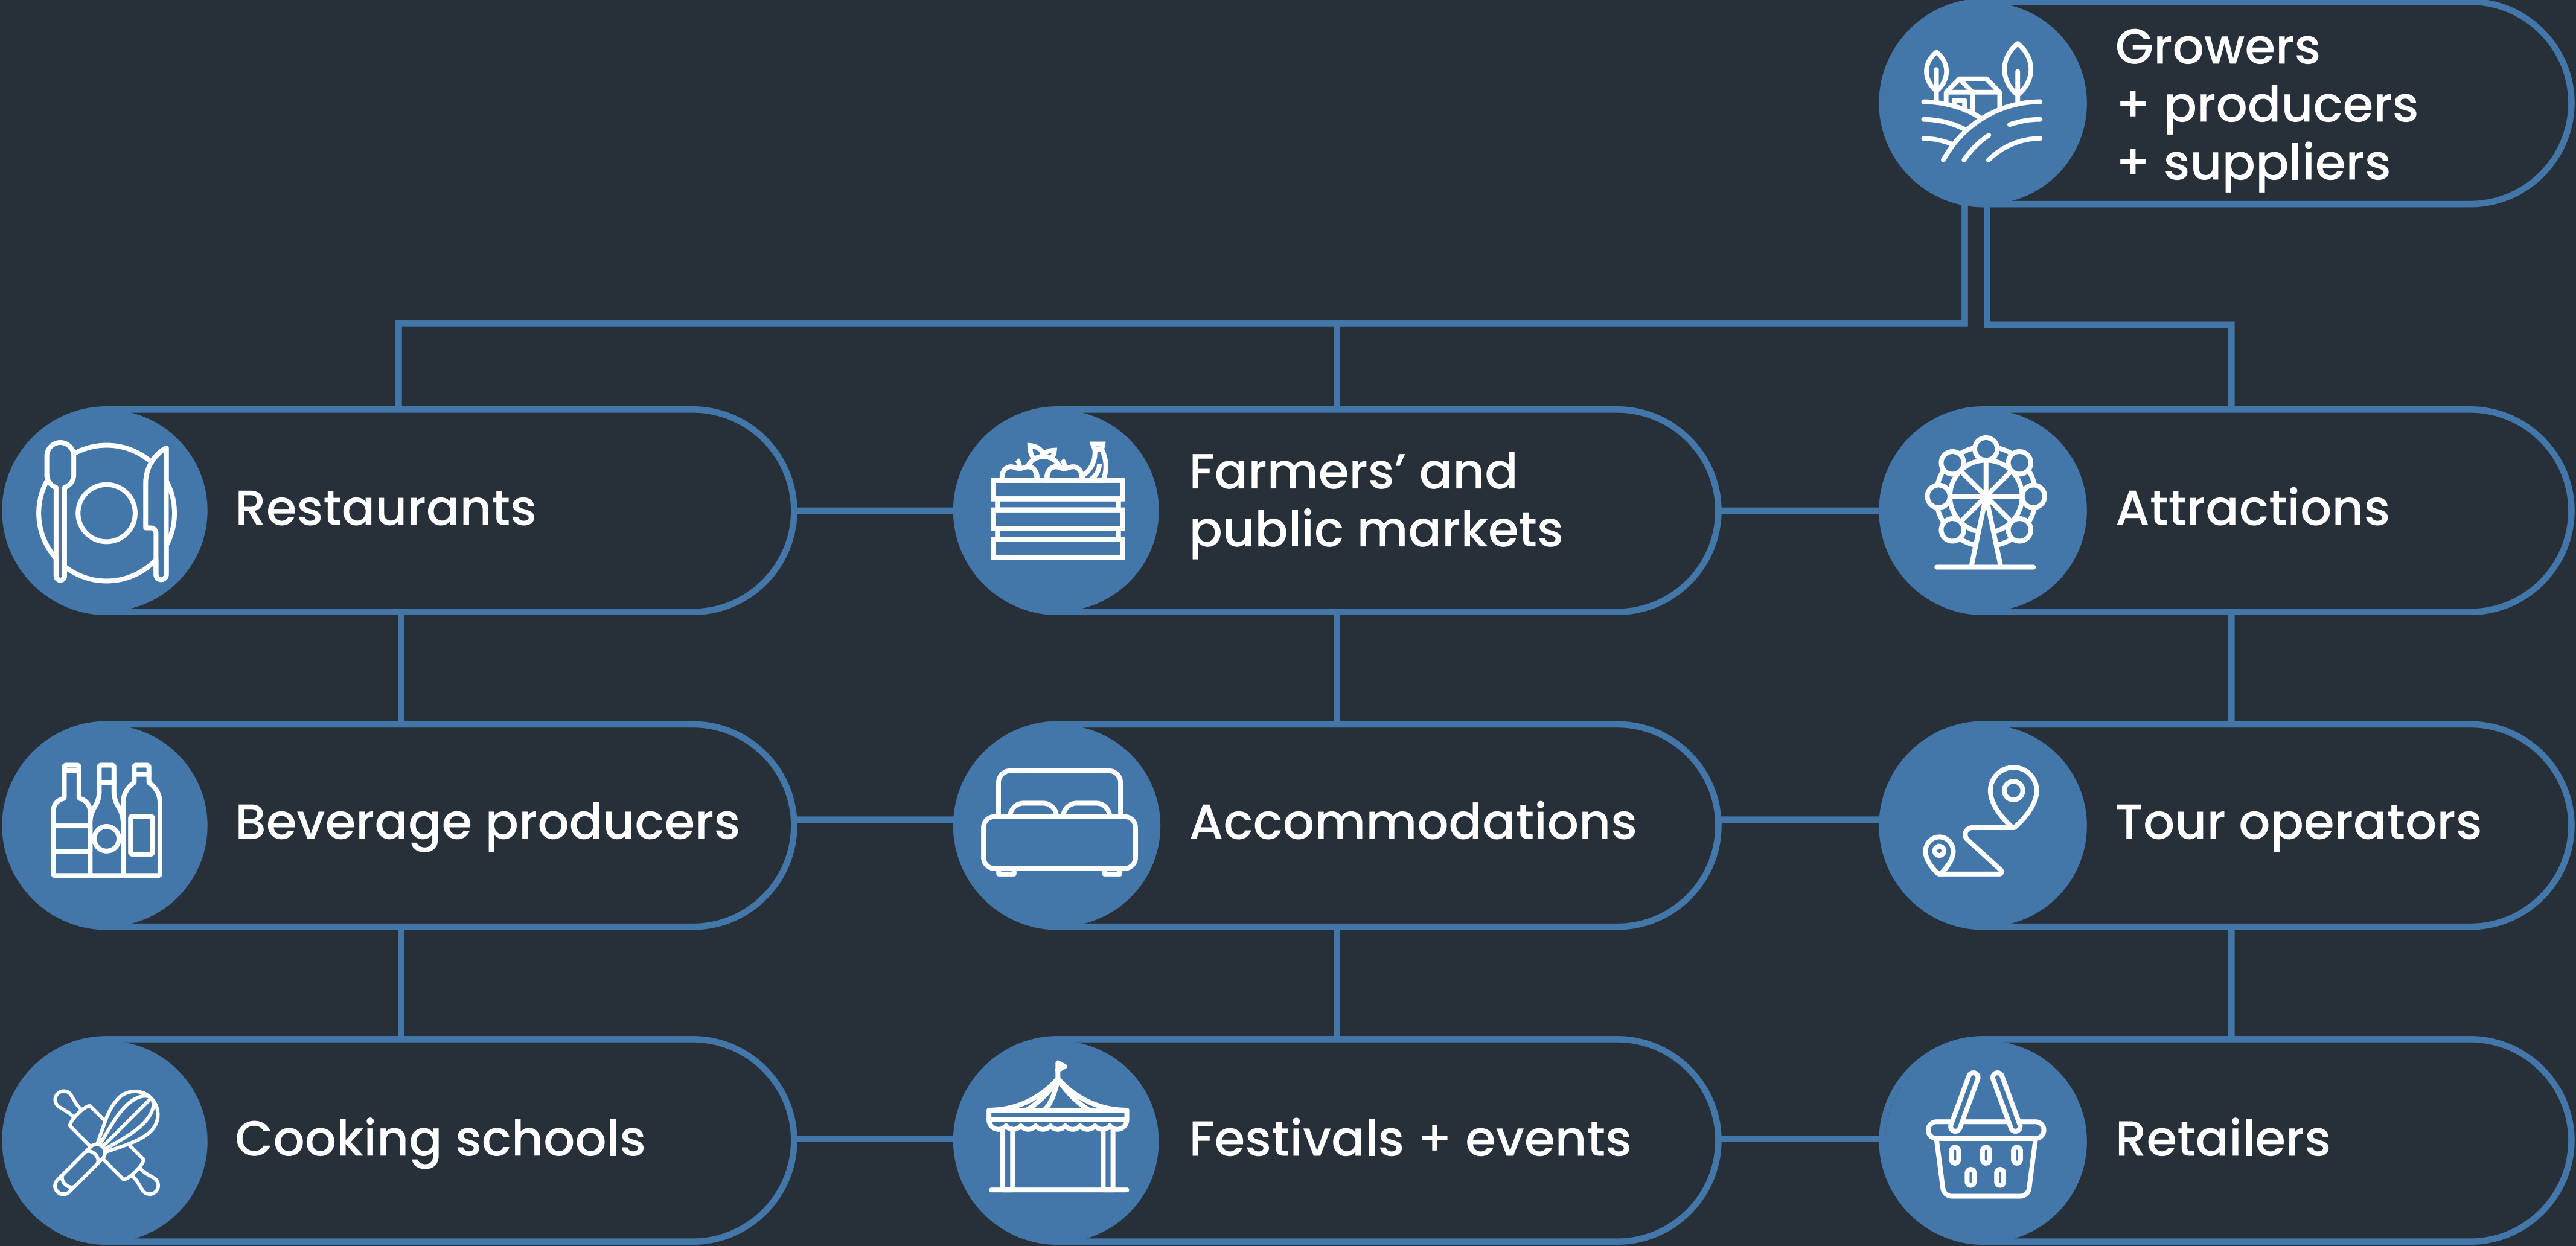 Growers
+ producers
+ suppliers
Restaurants
Farmers’ and
public markets
Attractions
Beverage producers
Accommodations
Tour operators
Cooking schools
Festivals + events
Retailers